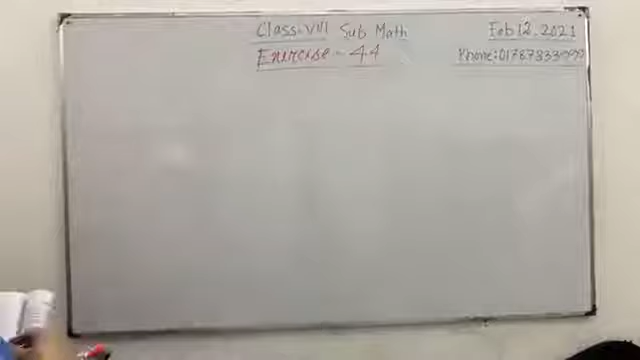 Class-VIII Sub Math
Exercise - 4.4
Feb 12, 2021
Phone: